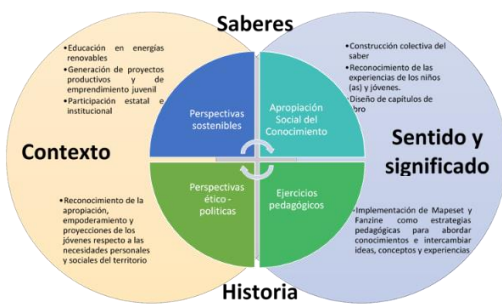 Saberes
•Educación en energías
renovables
•Generación de proyectos
productivos y de
emprendimiento juvenil
•Participación estatal e
institucional
•Construcción colectiva del
saber
•Reconocimiento de las
experiencias de los niños
(as) y jóvenes.
•Diseño de capítulos de
bro
Perspectivas
sostenibles
Apropiación
Social del
Conocimiento
Contexto
Sentido y
significado
Perspectivas
ético -
políticas
Ejercicios
pedagógicos
•Reconocimiento de la
apropiación,
empoderamiento y
proyecciones de los
jóvenes respecto a las
necesidades personales
y sociales del territorio
•Implementación de Mapeset y
Fanzine como estrategias
pedagógicas para abordar
conocimientos e intercambiar
ideas, conceptos y experiencias
Historia